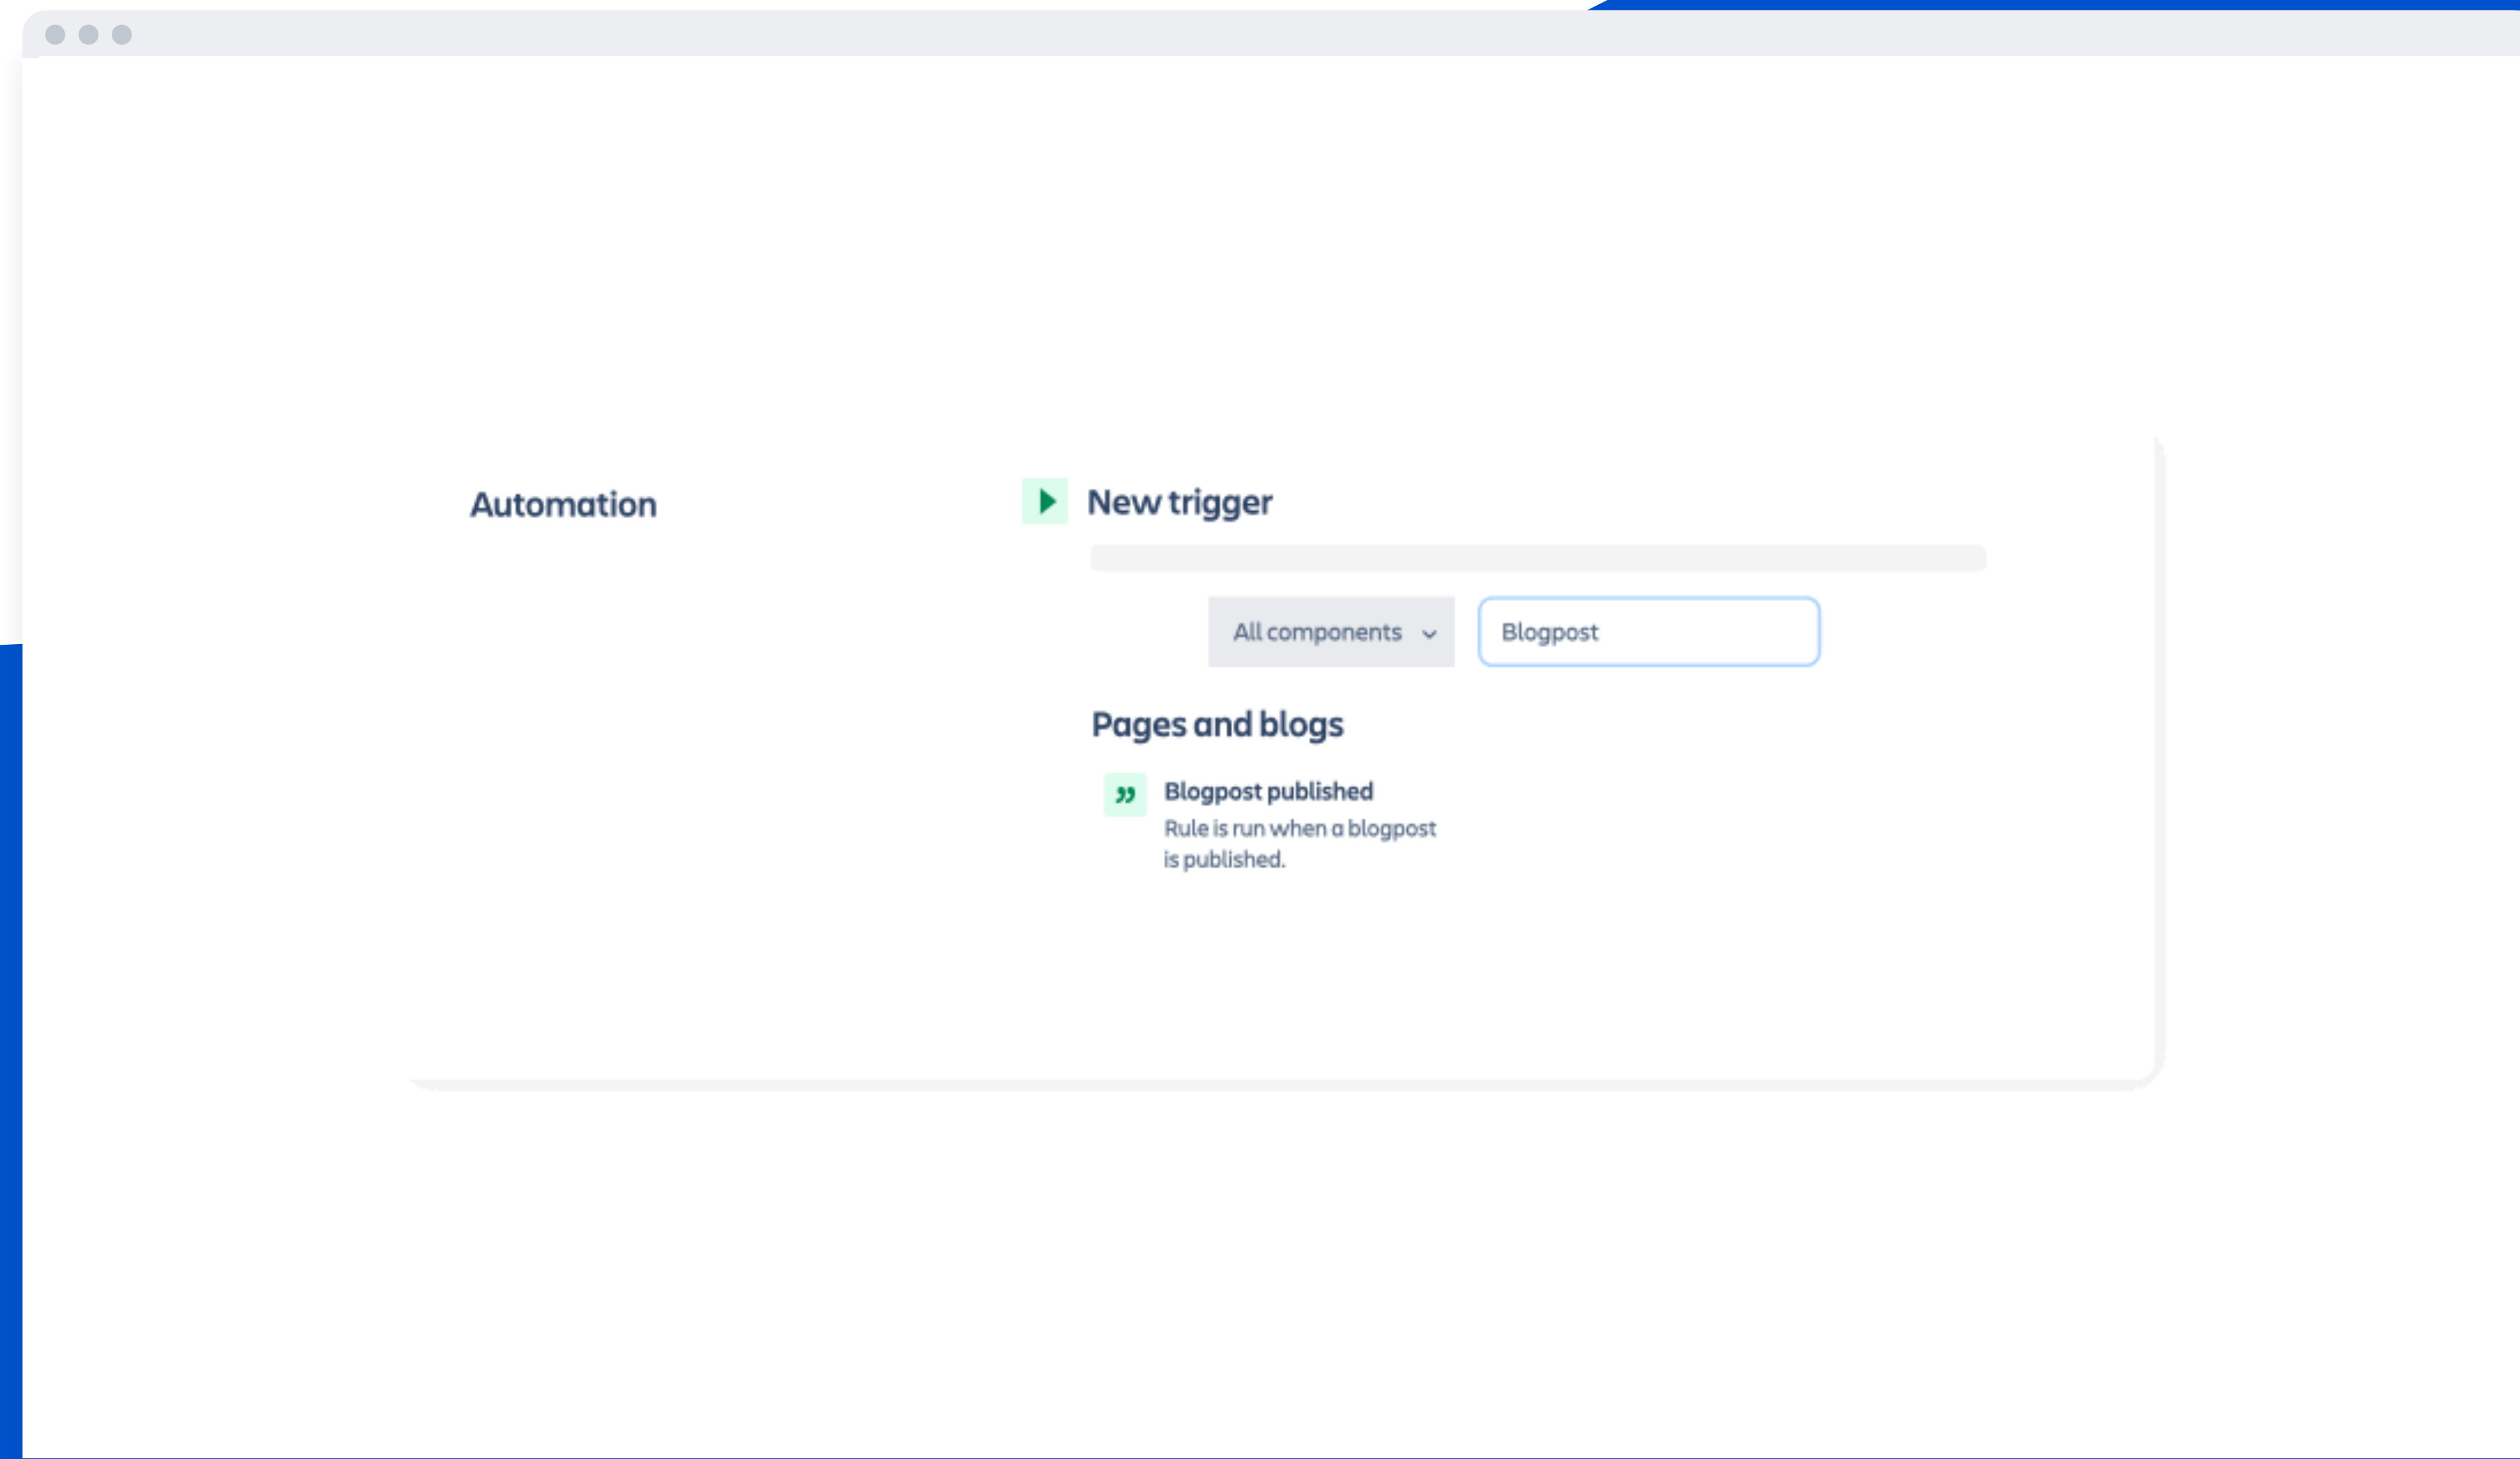 Automation
New trigger
All components
Blogpost
Pages and blogs
Blogpost published
Rule is run when a blogpost
is published.